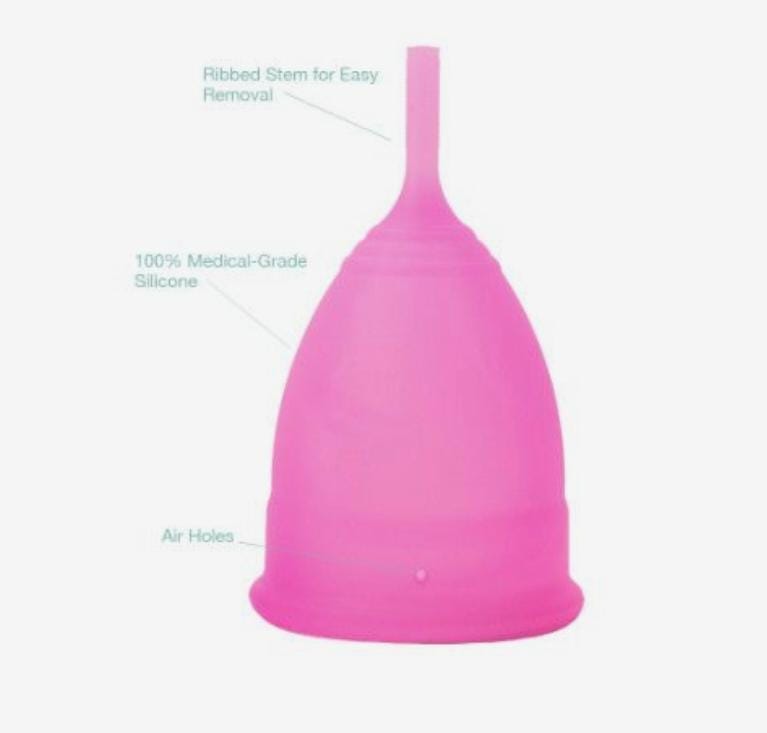 Ribbed Stem for Easy
Removal
100% Medical-Grade
Silicone
Air Holes